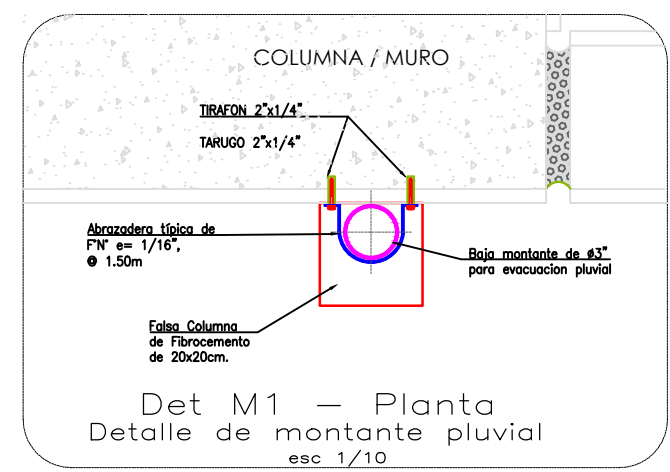 COLUMNA / MURO
TIRAFON 2"x1/4"
TARUGO 2"x1/4"
Abrazadera típica de
F°N° e= 1/16",
@ 1.50m
Baja montante de ø3"
para evacuacion pluvial
Falsa Columna
de Fibrocemento
de 20x20cm.
Det M1 – Planta
Detalle de montante pluvial
esc 1/10